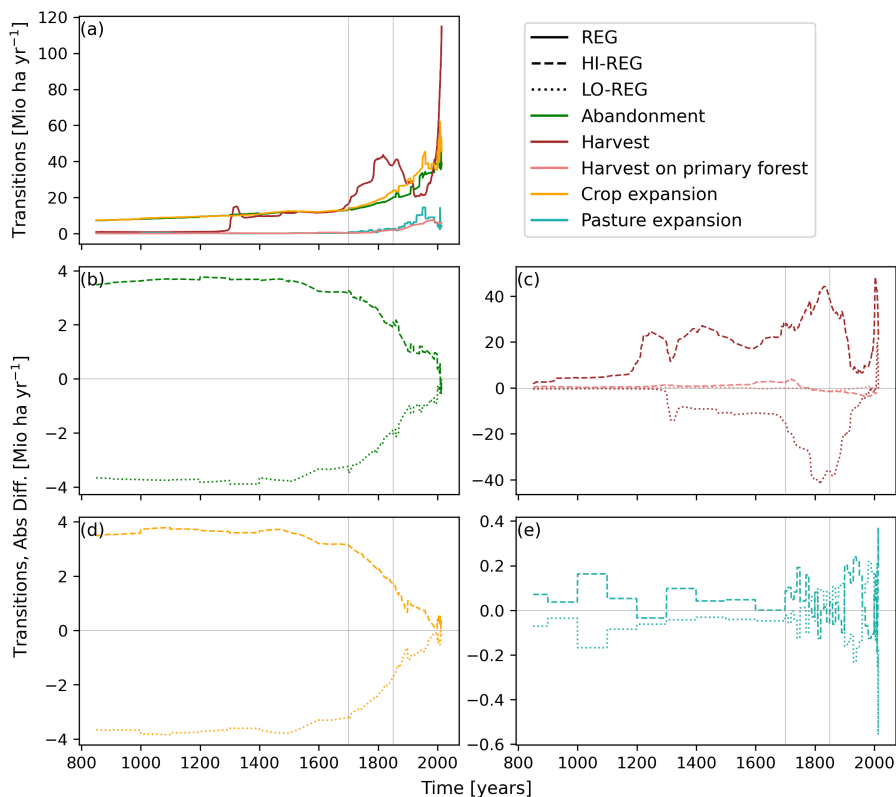 (a)
120
100
80
60
40
20
0
Transitions [Mio ha yr⁻¹]
REG
HI-REG
LO-REG
Abandonment
Harvest
Harvest on primary forest
Crop expansion
Pasture expansion
(b)
4
2
0
−2
−4
(c)
40
20
0
−20
−40
Transitions, Abs Diff. [Mio ha yr⁻¹]
(d)
4
2
0
−2
−4
800 1000 1200 1400 1600 1800 2000
(e)
0.4
0.2
0.0
−0.2
−0.4
−0.6
800 1000 1200 1400 1600 1800 2000
Time [years]